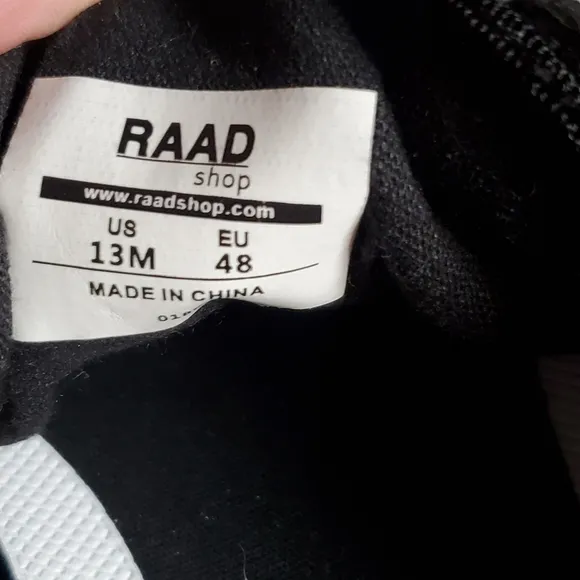 RAAD
shop
www.raadshop.com
US EU
13M 48
MADE IN CHINA